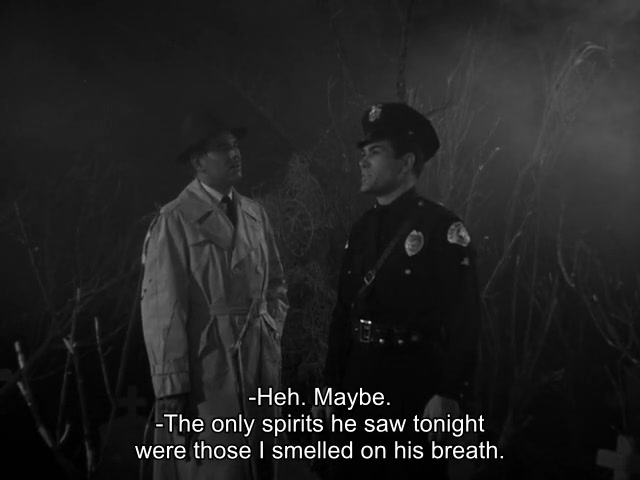 -Heh. Maybe.
-The only spirits he saw tonight
were those I smelled on his breath.